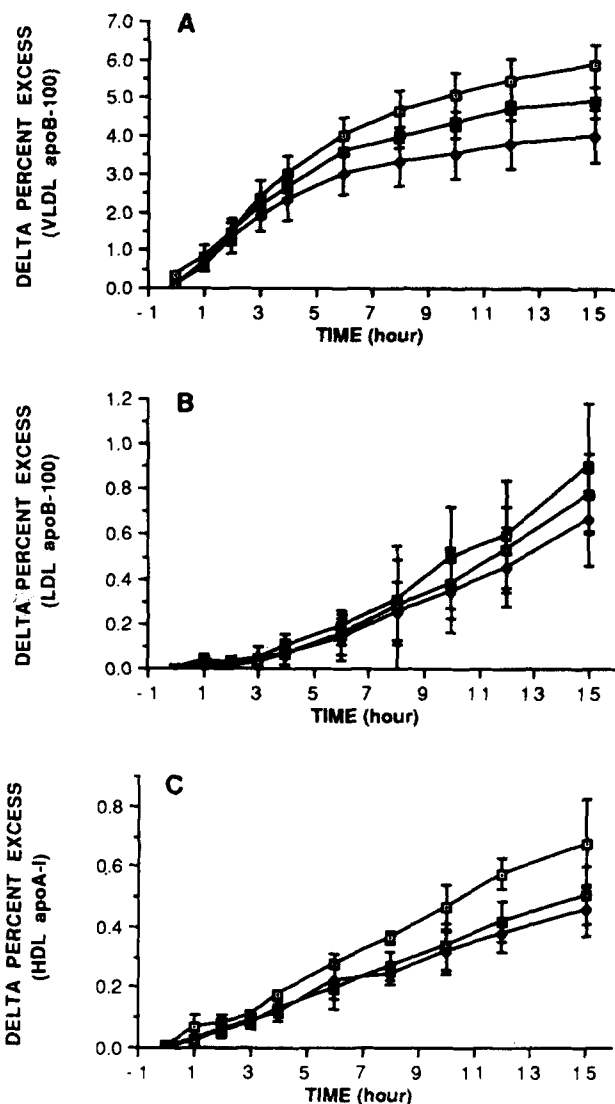 A
DELTA PERCENT EXCESS
(VLDL apoB-100)
7.0
6.0
5.0
4.0
3.0
2.0
1.0
0.0
-1 1 3 5 7 9 11 13 15
TIME (hour)
B
DELTA PERCENT EXCESS
(LDL apoB-100)
1.2
1.0
0.8
0.6
0.4
0.2
0.0
-1 1 3 5 7 9 11 13 15
TIME (hour)
C
DELTA PERCENT EXCESS
(HDL apoA-I)
0.8
0.6
0.4
0.2
0.0
-1 1 3 5 7 9 11 13 15
TIME (hour)